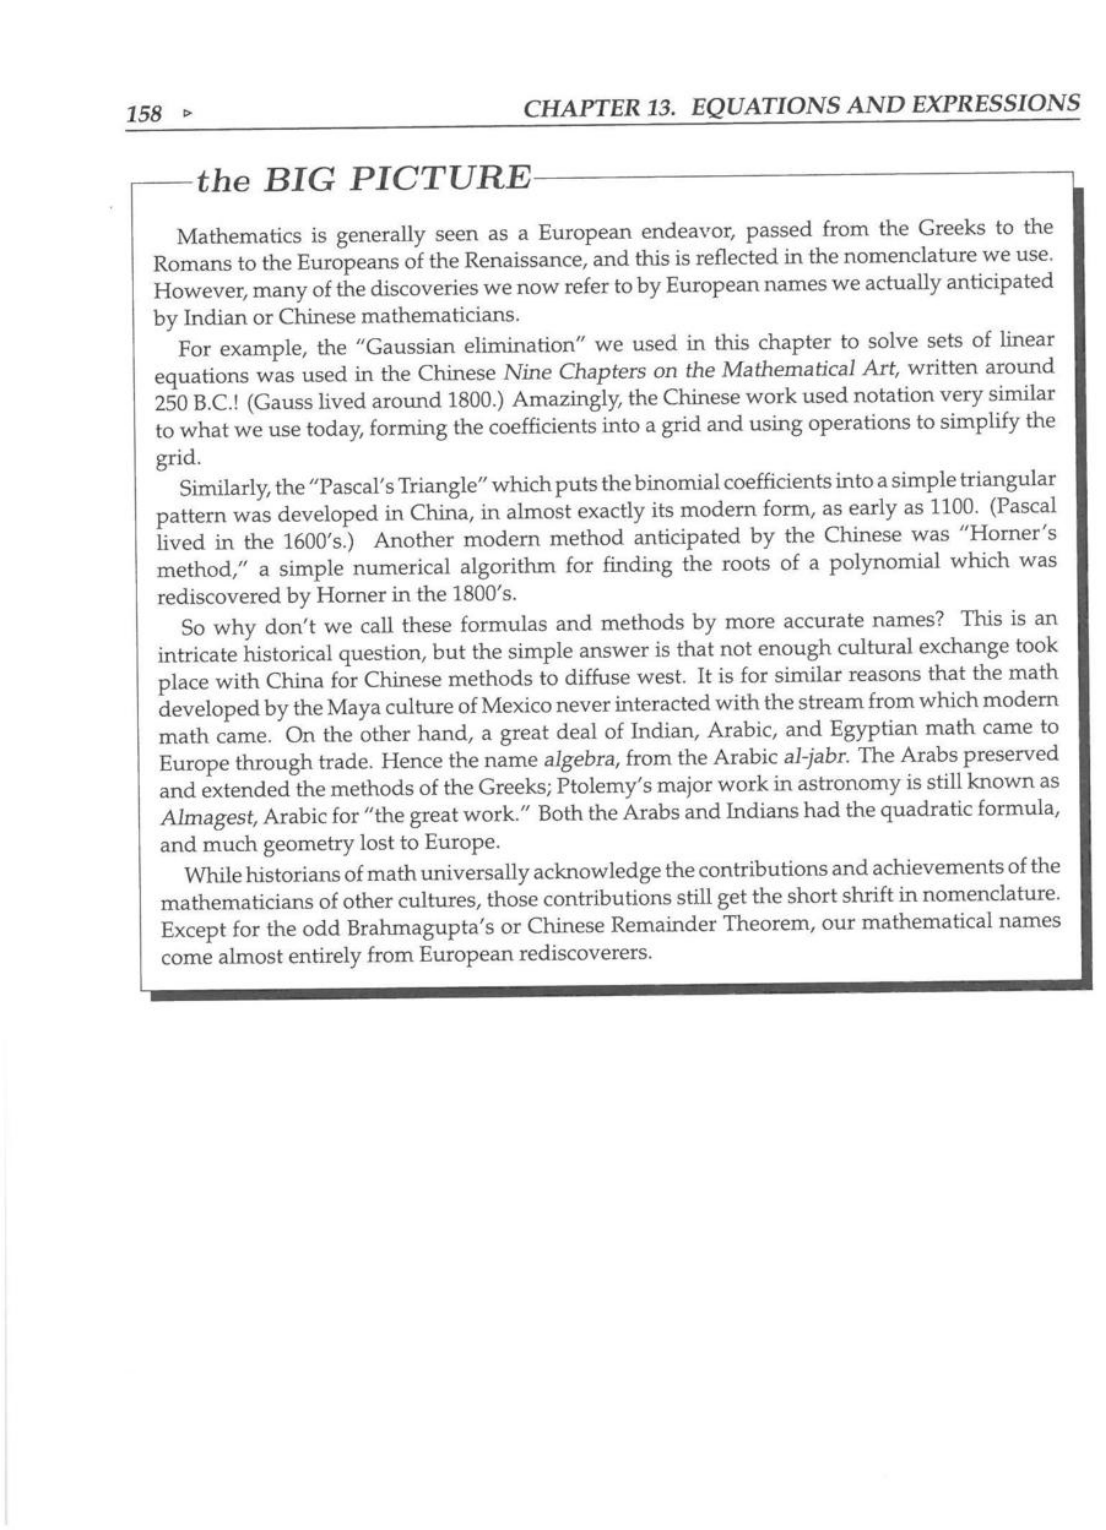 158 ▹ CHAPTER 13. EQUATIONS AND EXPRESSIONS
the BIG PICTURE
Mathematics is generally seen as a European endeavor, passed from the Greeks to the
Romans to the Europeans of the Renaissance, and this is reflected in the nomenclature we use.
However, many of the discoveries we now refer to by European names we actually anticipated
by Indian or Chinese mathematicians.
For example, the "Gaussian elimination" we used in this chapter to solve sets of linear
equations was used in the Chinese Nine Chapters on the Mathematical Art, written around
250 B.C.! (Gauss lived around 1800.) Amazingly, the Chinese work used notation very similar
to what we use today, forming the coefficients into a grid and using operations to simplify the
grid.
Similarly, the "Pascal's Triangle" which puts the binomial coefficients into a simple triangular
pattern was developed in China, in almost exactly its modern form, as early as 1100. (Pascal
lived in the 1600's.) Another modern method anticipated by the Chinese was "Horner's
method," a simple numerical algorithm for finding the roots of a polynomial which was
rediscovered by Horner in the 1800's.
So why don't we call these formulas and methods by more accurate names? This is an
intricate historical question, but the simple answer is that not enough cultural exchange took
place with China for Chinese methods to diffuse west. It is for similar reasons that the math
developed by the Maya culture of Mexico never interacted with the stream from which modern
math came. On the other hand, a great deal of Indian, Arabic, and Egyptian math came to
Europe through trade. Hence the name algebra, from the Arabic al-jabr. The Arabs preserved
and extended the methods of the Greeks; Ptolemy's major work in astronomy is still known as
Almagest, Arabic for "the great work." Both the Arabs and Indians had the quadratic formula,
and much geometry lost to Europe.
While historians of math universally acknowledge the contributions and achievements of the
mathematicians of other cultures, those contributions still get the short shrift in nomenclature.
Except for the odd Brahmagupta's or Chinese Remainder Theorem, our mathematical names
come almost entirely from European rediscoverers.